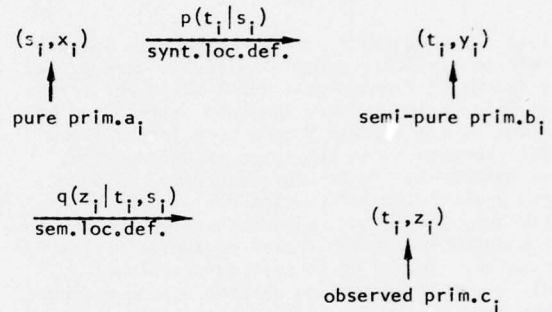 p(t_i|s_i)
(s_i,x_i) (t_i,y_i)
synt.loc.def.
pure prim.a_i semi-pure prim.b_i
q(z_i|t_i,s_i)
sem.loc.def. (t_i,z_i)
observed prim.c_i